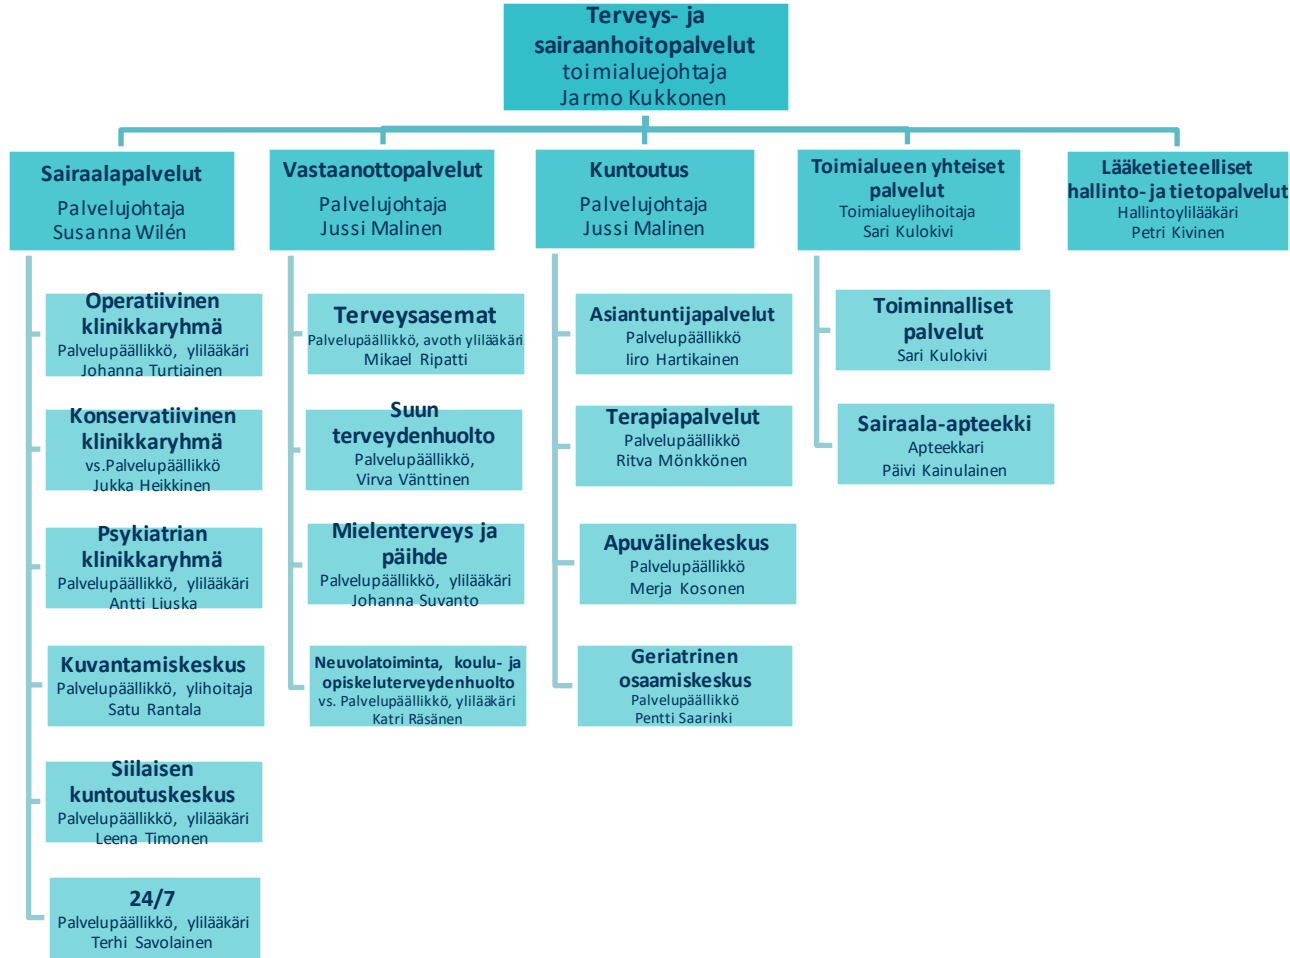 Terveys- ja
sairaanhoitopalvelut
toimialuejohtaja
Jarmo Kukkonen
Sairaalapalvelut
Palvelujohtaja
Susanna Wilén
Operatiivinen
klinikkaryhmä
Palvelupäällikkö, ylilääkäri
Johanna Turtiainen
Konservatiivinen
klinikkaryhmä
vs.Palvelupäällikkö
Jukka Heikkinen
Psykiatrian
klinikkaryhmä
Palvelupäällikkö, ylilääkäri
Antti Liuska
Kuvantamiskeskus
Palvelupäällikkö, ylihoitaja
Satu Rantala
Siilaisen
kuntoutuskeskus
Palvelupäällikkö, ylilääkäri
Leena Timonen
24/7
Palvelupäällikkö, ylilääkäri
Terhi Savolainen
Vastaanottopalvelut
Palvelujohtaja
Jussi Malinen
Terveysasemat
Palvelupäällikkö, avoth ylilääkäri
Mikael Ripatti
Suun
terveydenhuolto
Palvelupäällikkö,
Virva Vänttinen
Mielenterveys ja
päihde
Palvelupäällikkö, ylilääkäri
Johanna Suvanto
Neuvolatoiminta, koulu- ja
opiskeluterveydenhuolto
vs. Palvelupäällikkö, ylilääkäri
Katri Räsänen
Kuntoutus
Palvelujohtaja
Jussi Malinen
Asiantuntijapalvelut
Palvelupäällikkö
Iiro Hartikainen
Terapiapalvelut
Palvelupäällikkö
Ritva Mönkkönen
Apuvälinekeskus
Palvelupäällikkö
Merja Kosonen
Geriatrinen
osaamiskeskus
Palvelupäällikkö
Pentti Saarinki
Toimialueen yhteiset
palvelut
Toimialueylihoitaja
Sari Kulokivi
Toiminnalliset
palvelut
Sari Kulokivi
Sairaala-apteekki
Apteekkari
Päivi Kainulainen
Lääketieteelliset
hallinto- ja tietopalvelut
Hallintoylilääkäri
Petri Kivinen